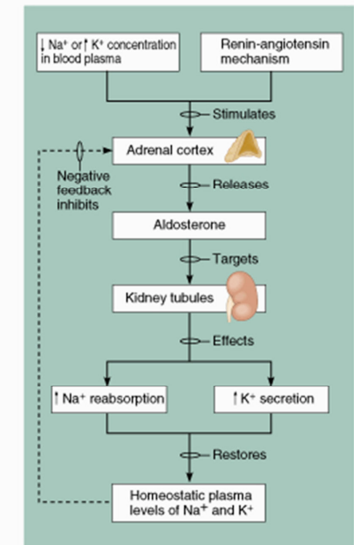 ↓ Na⁺ or ↑ K⁺ concentration
in blood plasma
Renin-angiotensin
mechanism
Stimulates
Adrenal cortex
Negative
feedback
inhibits
Releases
Aldosterone
Targets
Kidney tubules
Effects
↑ Na⁺ reabsorption
↑ K⁺ secretion
Restores
Homeostatic plasma
levels of Na⁺ and K⁺